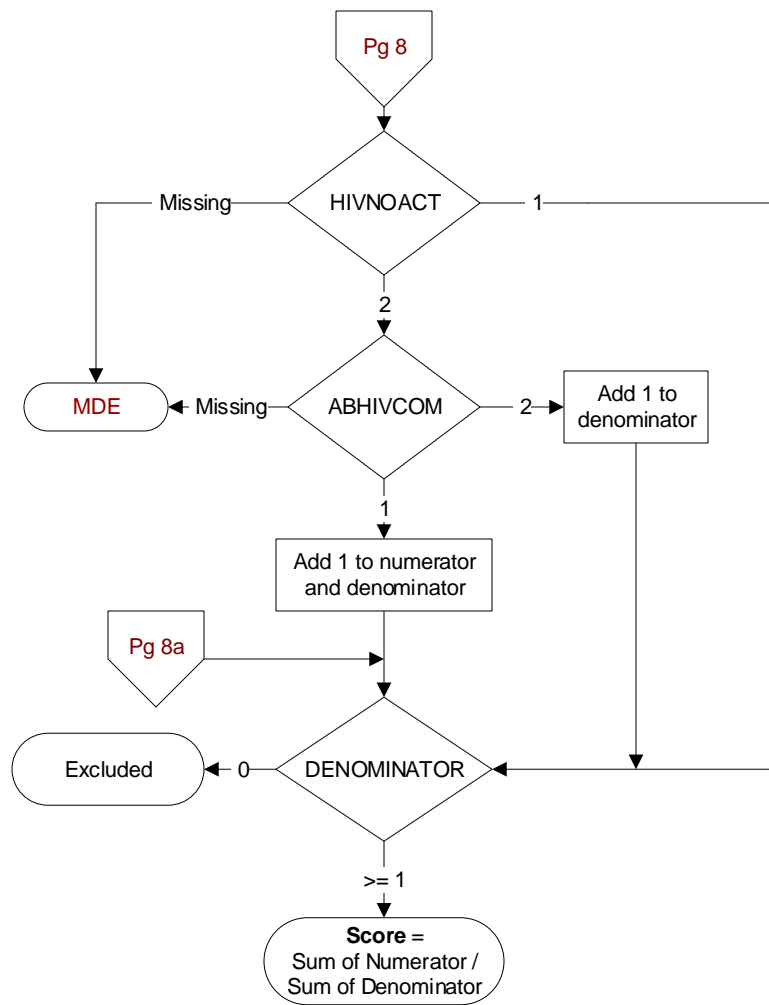 Pg 8
Missing
HIVNOACT
1
2
MDE
Missing
ABHIVCOM
2
Add 1 to
denominator
1
Add 1 to numerator
and denominator
Pg 8a
Excluded
0
DENOMINATOR
>= 1
Score =
Sum of Numerator /
Sum of Denominator